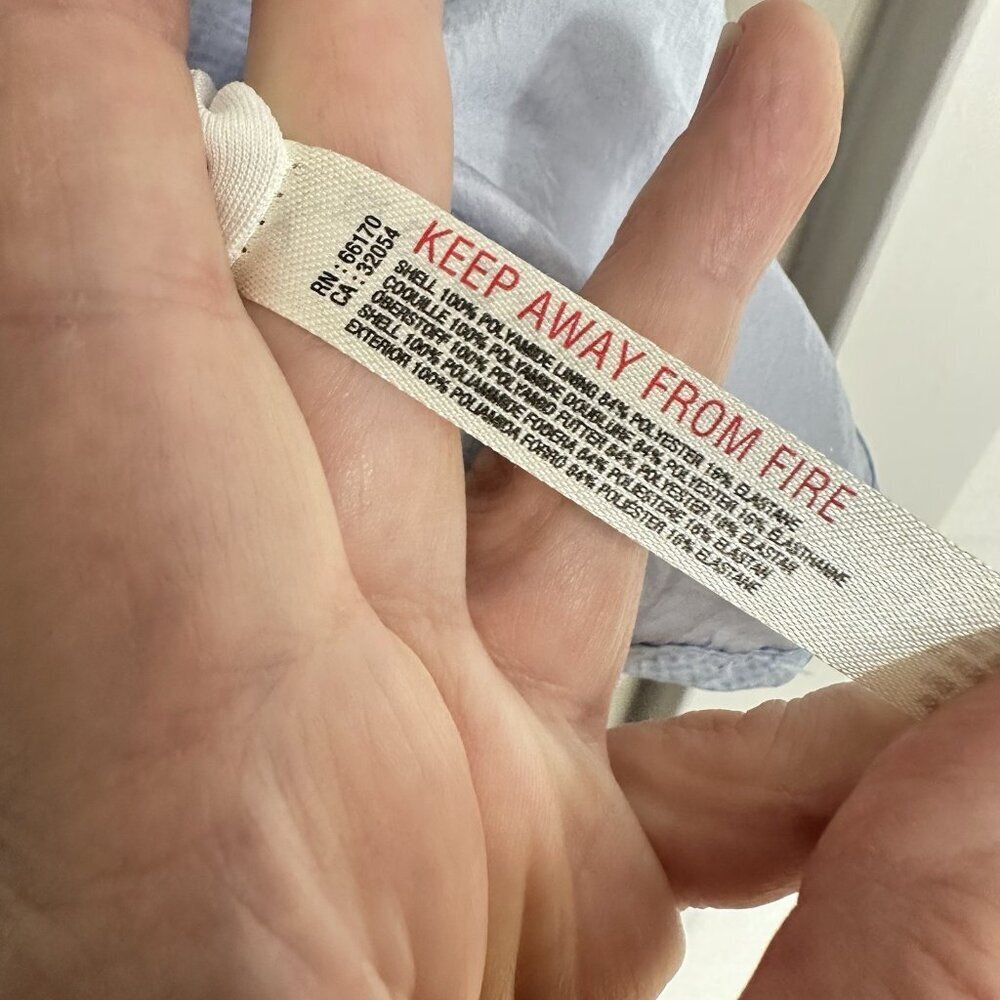 RN : 66170
CA : 32054
KEEP AWAY FROM FIRE
SHELL 100% POLYAMIDE LINING 84% POLYESTER 16% ELASTANE
COQUILLE 100% POLYAMIDE DOUBLURE 84% POLYESTER 16% ÉLASTHANNE
OBERSTOFF 100% POLYAMID FUTTER 84% POLYESTER 16% ELASTAN
SHELL 100% POLIAMMIDE FODERA 84% POLIESTERE 16% ELASTAN
EXTERIOR 100% POLIAMIDA FORRO 84% POLIESTER 16% ELASTANE